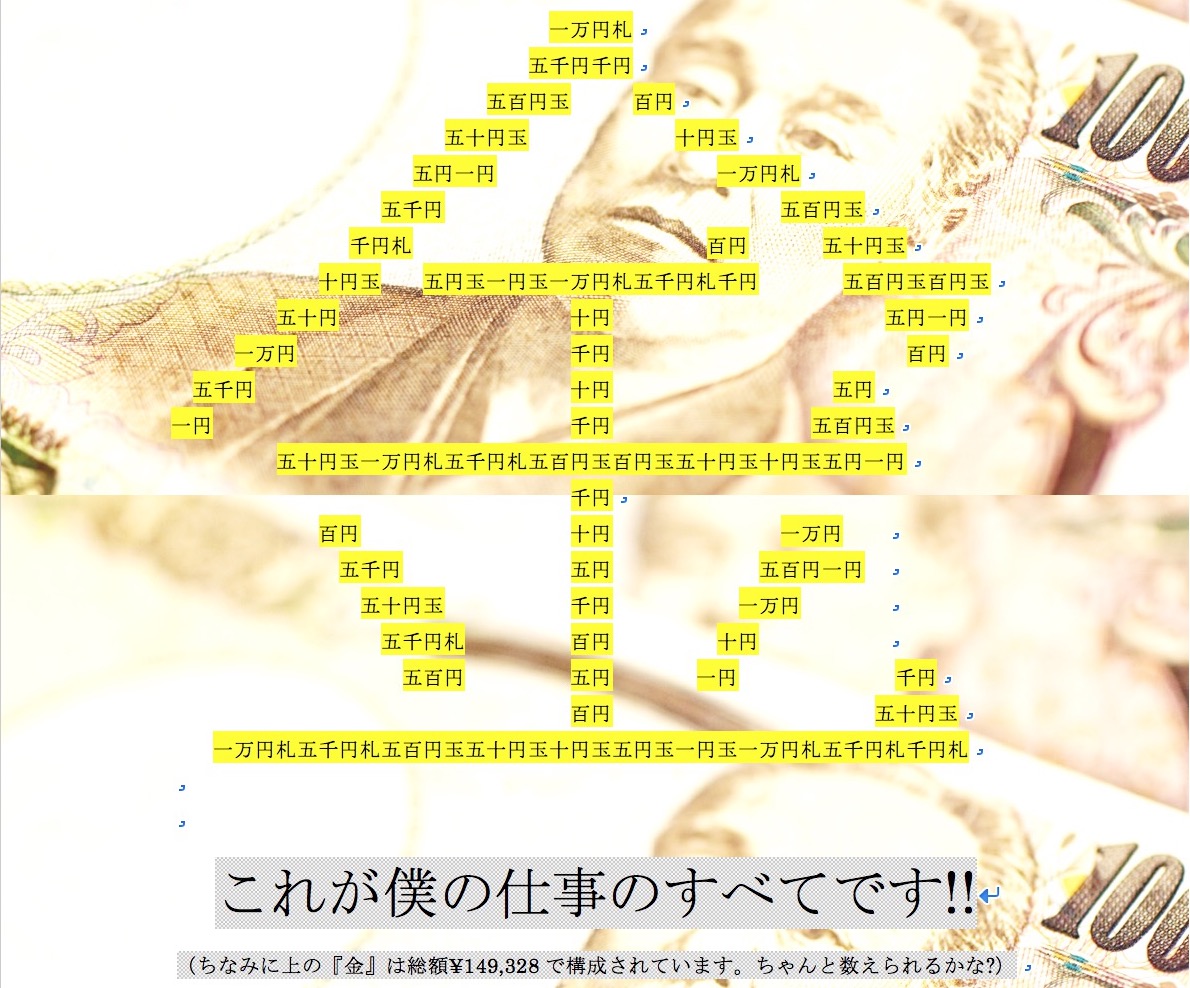 一万円札
五千円千円
五百円玉 百円
五十円玉 十円玉
五円一円 一万円札
五千円 五百円玉
千円札 百円 五十円玉
十円玉 五円玉一円玉一万円札五千円札千円 五百円玉百円玉
五十円 十円 五円一円
一万円 千円 百円
五千円 十円 五円
一円 千円 五百円玉
五十円玉一万円札五千円札五百円玉百円玉五十円玉十円玉五円一円
千円
百円 十円 一万円
五千円 五円 五百円一円
五十円玉 千円 一万円
五千円札 百円 十円
五百円 五円 一円 千円
百円 五十円玉
一万円札五千円札五百円玉五十円玉十円玉五円玉一円玉一万円札五千円札千円札
これが僕の仕事のすべてです!!
（ちなみに上の『金』は総額¥149,328 で構成されています。ちゃんと数えられるかな?）
100
100